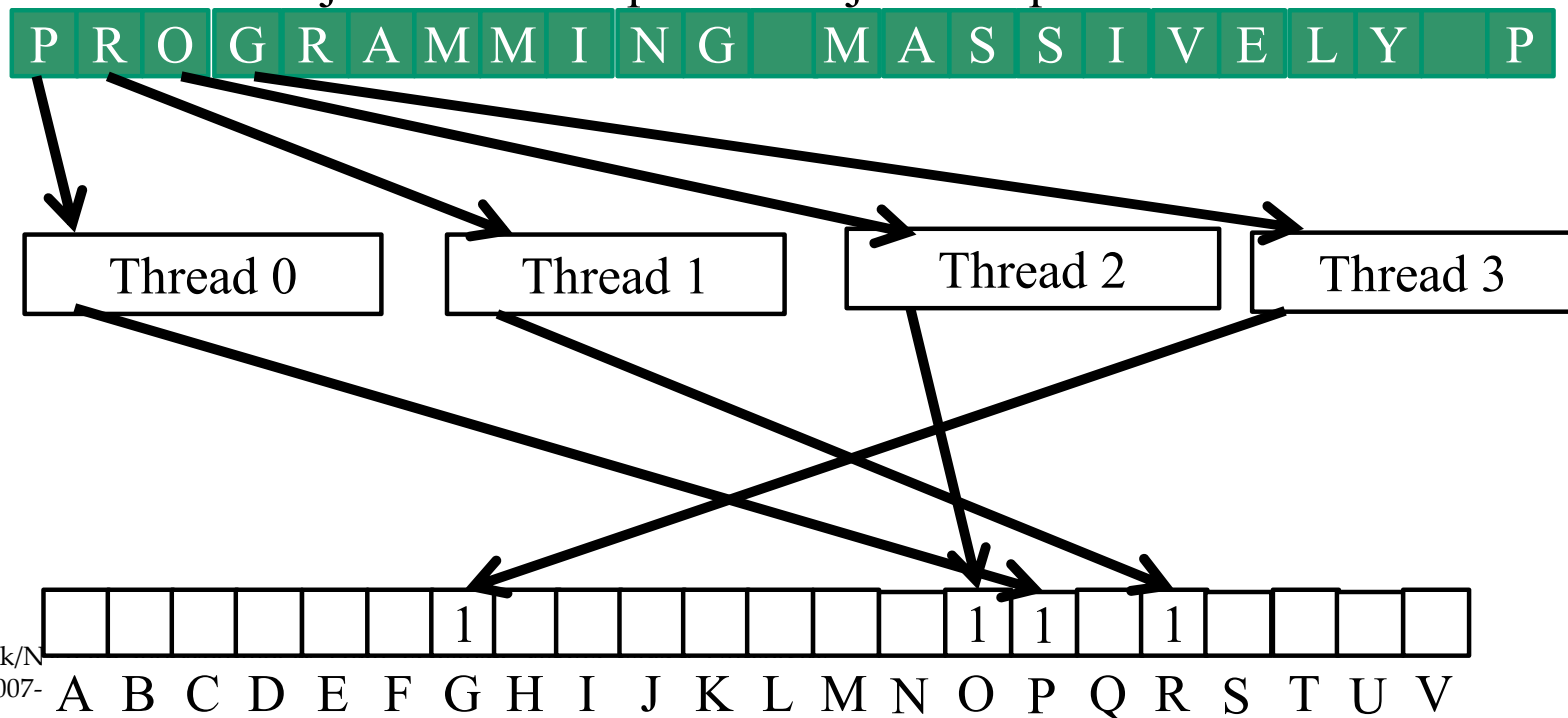 P R O G R A M M I N G M A S S I V E L Y P
Thread 0 Thread 1 Thread 2 Thread 3
1 1 1 1
k/N
007-
A B C D E F G H I J K L M N O P Q R S T U V